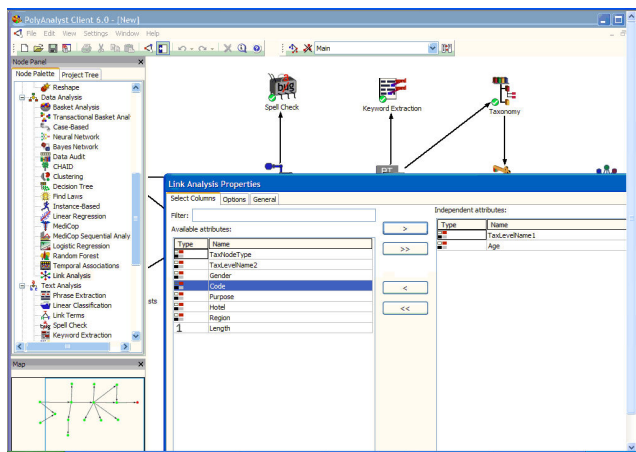 PolyAnalyst Client 6.0 - [New]
File Edit View Settings Window Help
Main
Node Panel x
Node Palette Project Tree
Reshape
Data Analysis
Basket Analysis
Transactional Basket Anal
Case-Based
Neural Network
Bayes Network
Data Audit
CHAID
Clustering
Decision Tree
Find Laws
Instance-Based
Linear Regression
MedCop
MedCop Sequential Analy
Logistic Regression
Random Forest
Temporal Associations
Link Analysis
Text Analysis
Phrase Extraction
Linear Classification
Link Terms
Spell Check
Keyword Extraction
Map x
Spell Check
Keyword Extraction
Taxonomy
PT
sts
Link Analysis Properties
Select Columns Options General
Filter:
Available attributes:
Type Name
TaxNodeType
TaxLevelName2
Gender
Code
Purpose
Hotel
Region
1 Length
>
>>
<
<<
Independent attributes:
Type Name
TaxLevelName1
Age